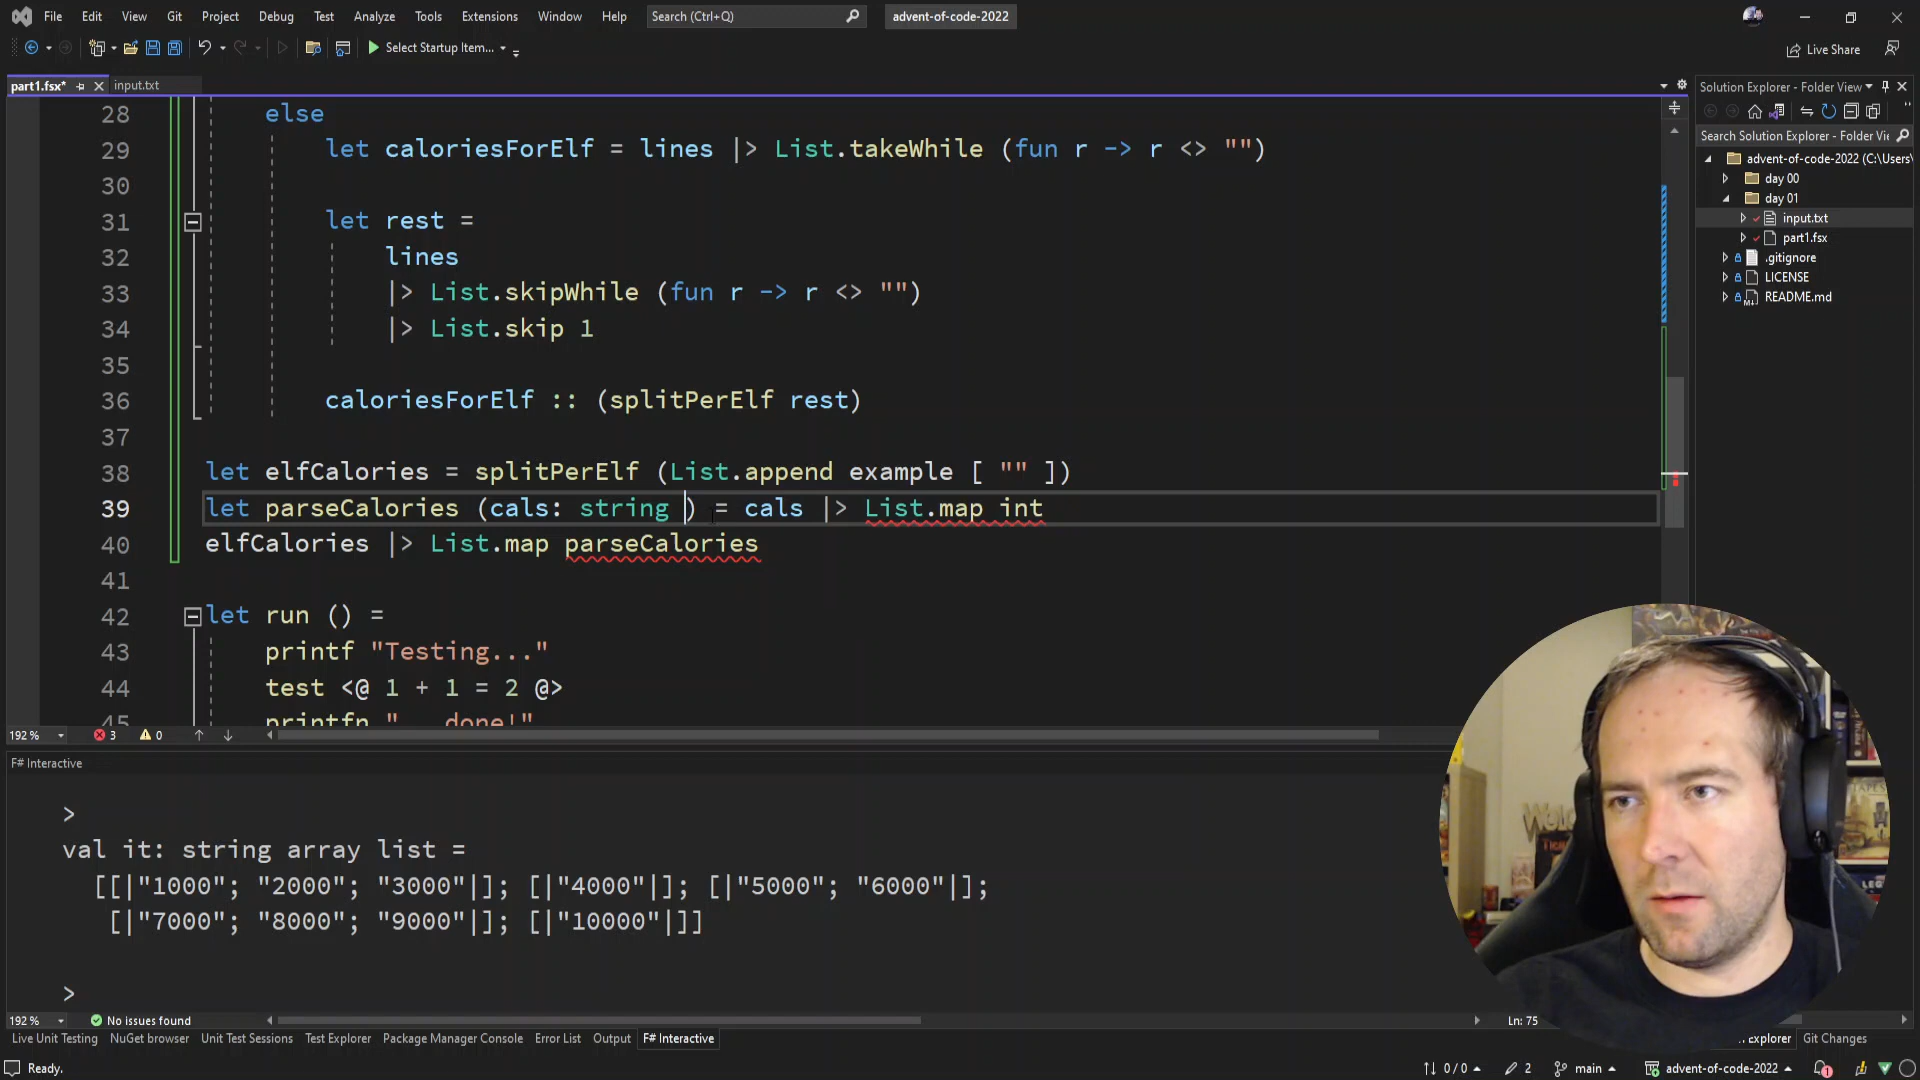 File Edit View Git Project Debug Test Analyze Tools Extensions Window Help Search (Ctrl+Q) advent-of-code-2022
Select Startup Item... Live Share
part1.fsx* input.txt
28 else
29 let caloriesForElf = lines |> List.takeWhile (fun r -> r <> "")
30
31 let rest =
32 lines
33 |> List.skipWhile (fun r -> r <> "")
34 |> List.skip 1
35
36 caloriesForElf :: (splitPerElf rest)
37
38 let elfCalories = splitPerElf (List.append example [ "" ])
39 let parseCalories (cals: string ) = cals |> List.map int
40 elfCalories |> List.map parseCalories
41
42 let run () =
43 printf "Testing..."
44 test <@ 1 + 1 = 2 @>
45 printfn "...done!"
192 % 3 0
F# Interactive
>
val it: string array list =
[[|"1000"; "2000"; "3000"|]; [|"4000"|]; [|"5000"; "6000"|];
[|"7000"; "8000"; "9000"|]; [|"10000"|]]
>
192 % No issues found Ln: 75
Live Unit Testing NuGet browser Unit Test Sessions Test Explorer Package Manager Console Error List Output F# Interactive
Ready. 0 / 0 2 main advent-of-code-2022 1
Solution Explorer - Folder View
Search Solution Explorer - Folder Vi
advent-of-code-2022 (C:\Users\
day 00
day 01
input.txt
part1.fsx
.gitignore
LICENSE
README.md
Explorer Git Changes